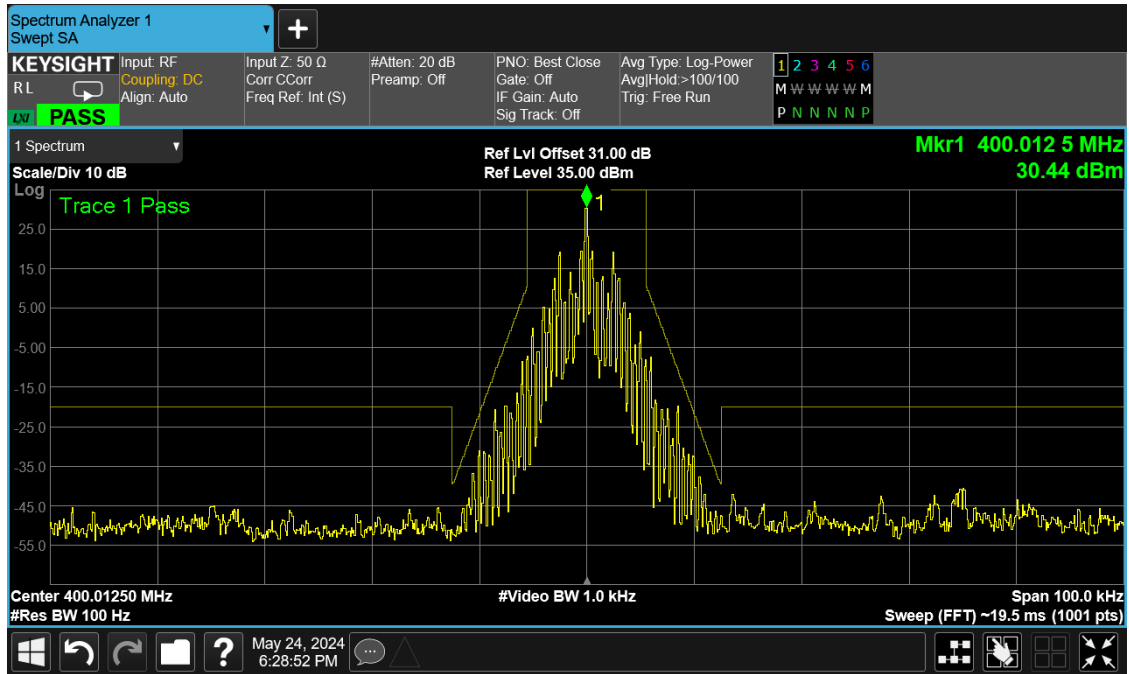 Spectrum Analyzer 1
Swept SA
+
KEYSIGHT
RL
LXI PASS
Input: RF
Coupling: DC
Align: Auto
Input Z: 50 Ω
Corr CCorr
Freq Ref: Int (S)
#Atten: 20 dB
Preamp: Off
PNO: Best Close
Gate: Off
IF Gain: Auto
Sig Track: Off
Avg Type: Log-Power
Avg|Hold:>100/100
Trig: Free Run
1 2 3 4 5 6
M W W W W M
P N N N N P
1 Spectrum
Scale/Div 10 dB
Log
Ref Lvl Offset 31.00 dB
Ref Level 35.00 dBm
Mkr1 400.012 5 MHz
30.44 dBm
Trace 1 Pass
1
25.0
15.0
5.00
-5.00
-15.0
-25.0
-35.0
-45.0
-55.0
Center 400.01250 MHz
#Res BW 100 Hz
#Video BW 1.0 kHz
Span 100.0 kHz
Sweep (FFT) ~19.5 ms (1001 pts)
?
May 24, 2024
6:28:52 PM